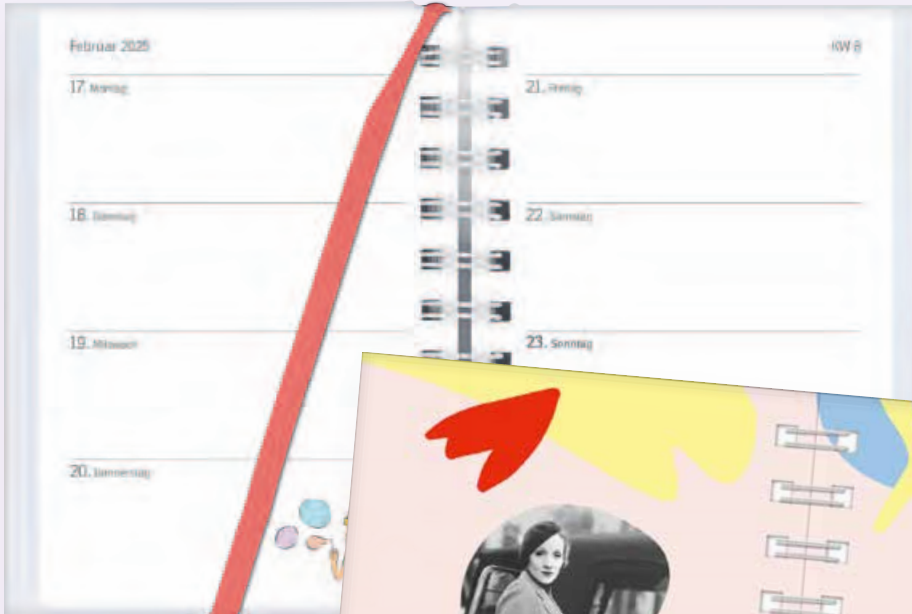 Februar 2025
17. Montag
18. Dienstag
19. Mittwoch
20. Donnerstag
KW 8
21. Freitag
22. Samstag
23. Sonntag